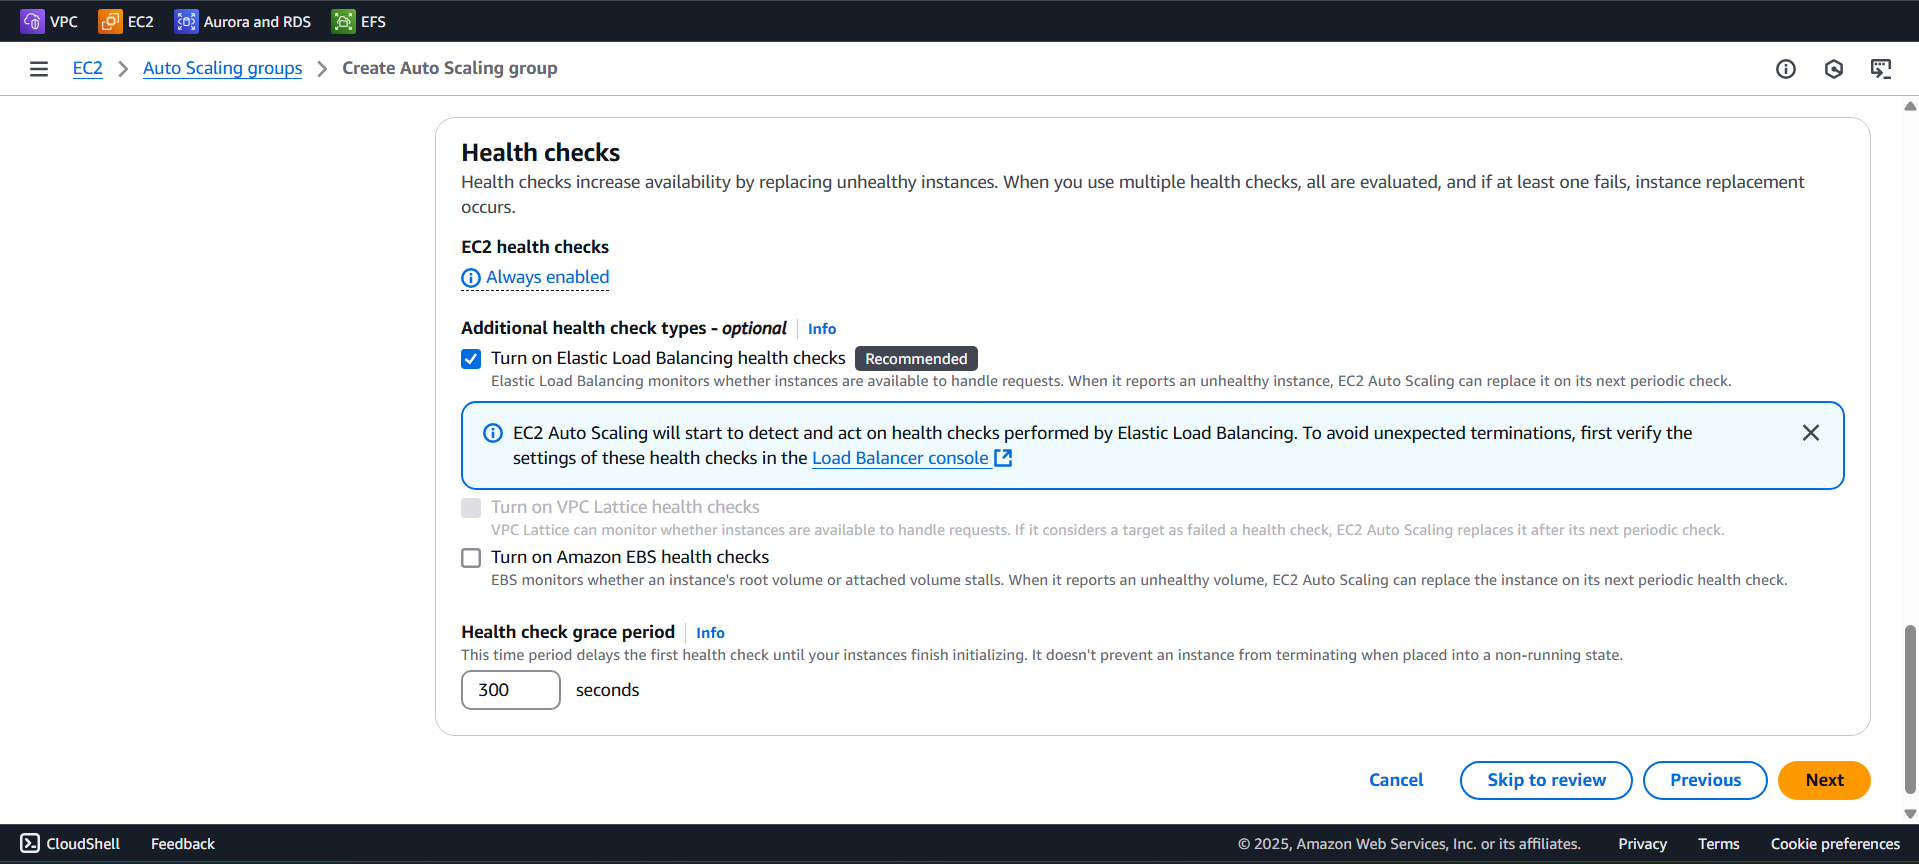 VPC EC2 Aurora and RDS EFS
EC2 Auto Scaling groups Create Auto Scaling group
Health checks
Health checks increase availability by replacing unhealthy instances. When you use multiple health checks, all are evaluated, and if at least one fails, instance replacement
occurs.
EC2 health checks
Always enabled
Additional health check types - optional Info
Turn on Elastic Load Balancing health checks Recommended
Elastic Load Balancing monitors whether instances are available to handle requests. When it reports an unhealthy instance, EC2 Auto Scaling can replace it on its next periodic check.
EC2 Auto Scaling will start to detect and act on health checks performed by Elastic Load Balancing. To avoid unexpected terminations, first verify the
settings of these health checks in the Load Balancer console
Turn on VPC Lattice health checks
VPC Lattice can monitor whether instances are available to handle requests. If it considers a target as failed a health check, EC2 Auto Scaling replaces it after its next periodic check.
Turn on Amazon EBS health checks
EBS monitors whether an instance's root volume or attached volume stalls. When it reports an unhealthy volume, EC2 Auto Scaling can replace the instance on its next periodic health check.
Health check grace period Info
This time period delays the first health check until your instances finish initializing. It doesn't prevent an instance from terminating when placed into a non-running state.
300 seconds
Cancel Skip to review Previous Next
CloudShell Feedback © 2025, Amazon Web Services, Inc. or its affiliates. Privacy Terms Cookie preferences